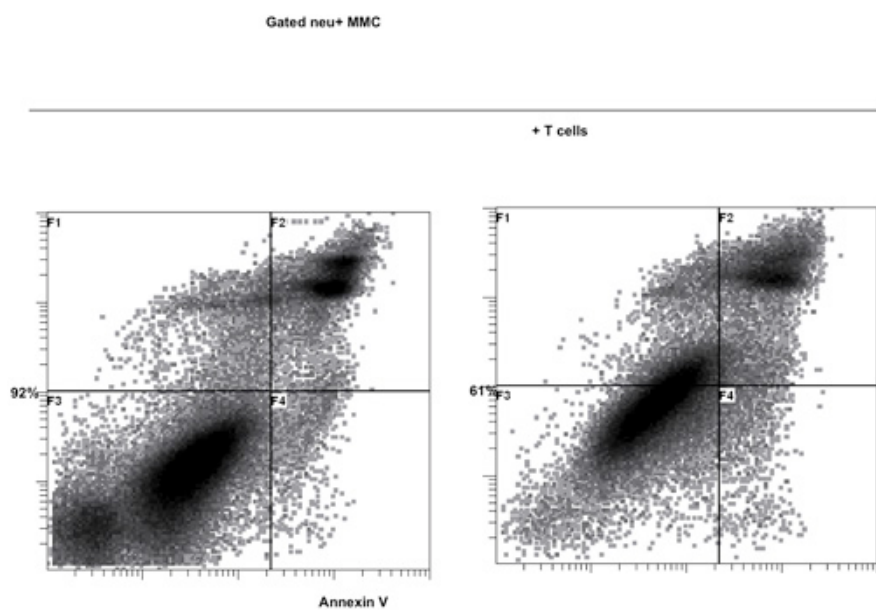 Gated neu+ MMC
+ T cells
F1
F2
F1
F2
92%
F3
F4
61%
F3
F4
Annexin V